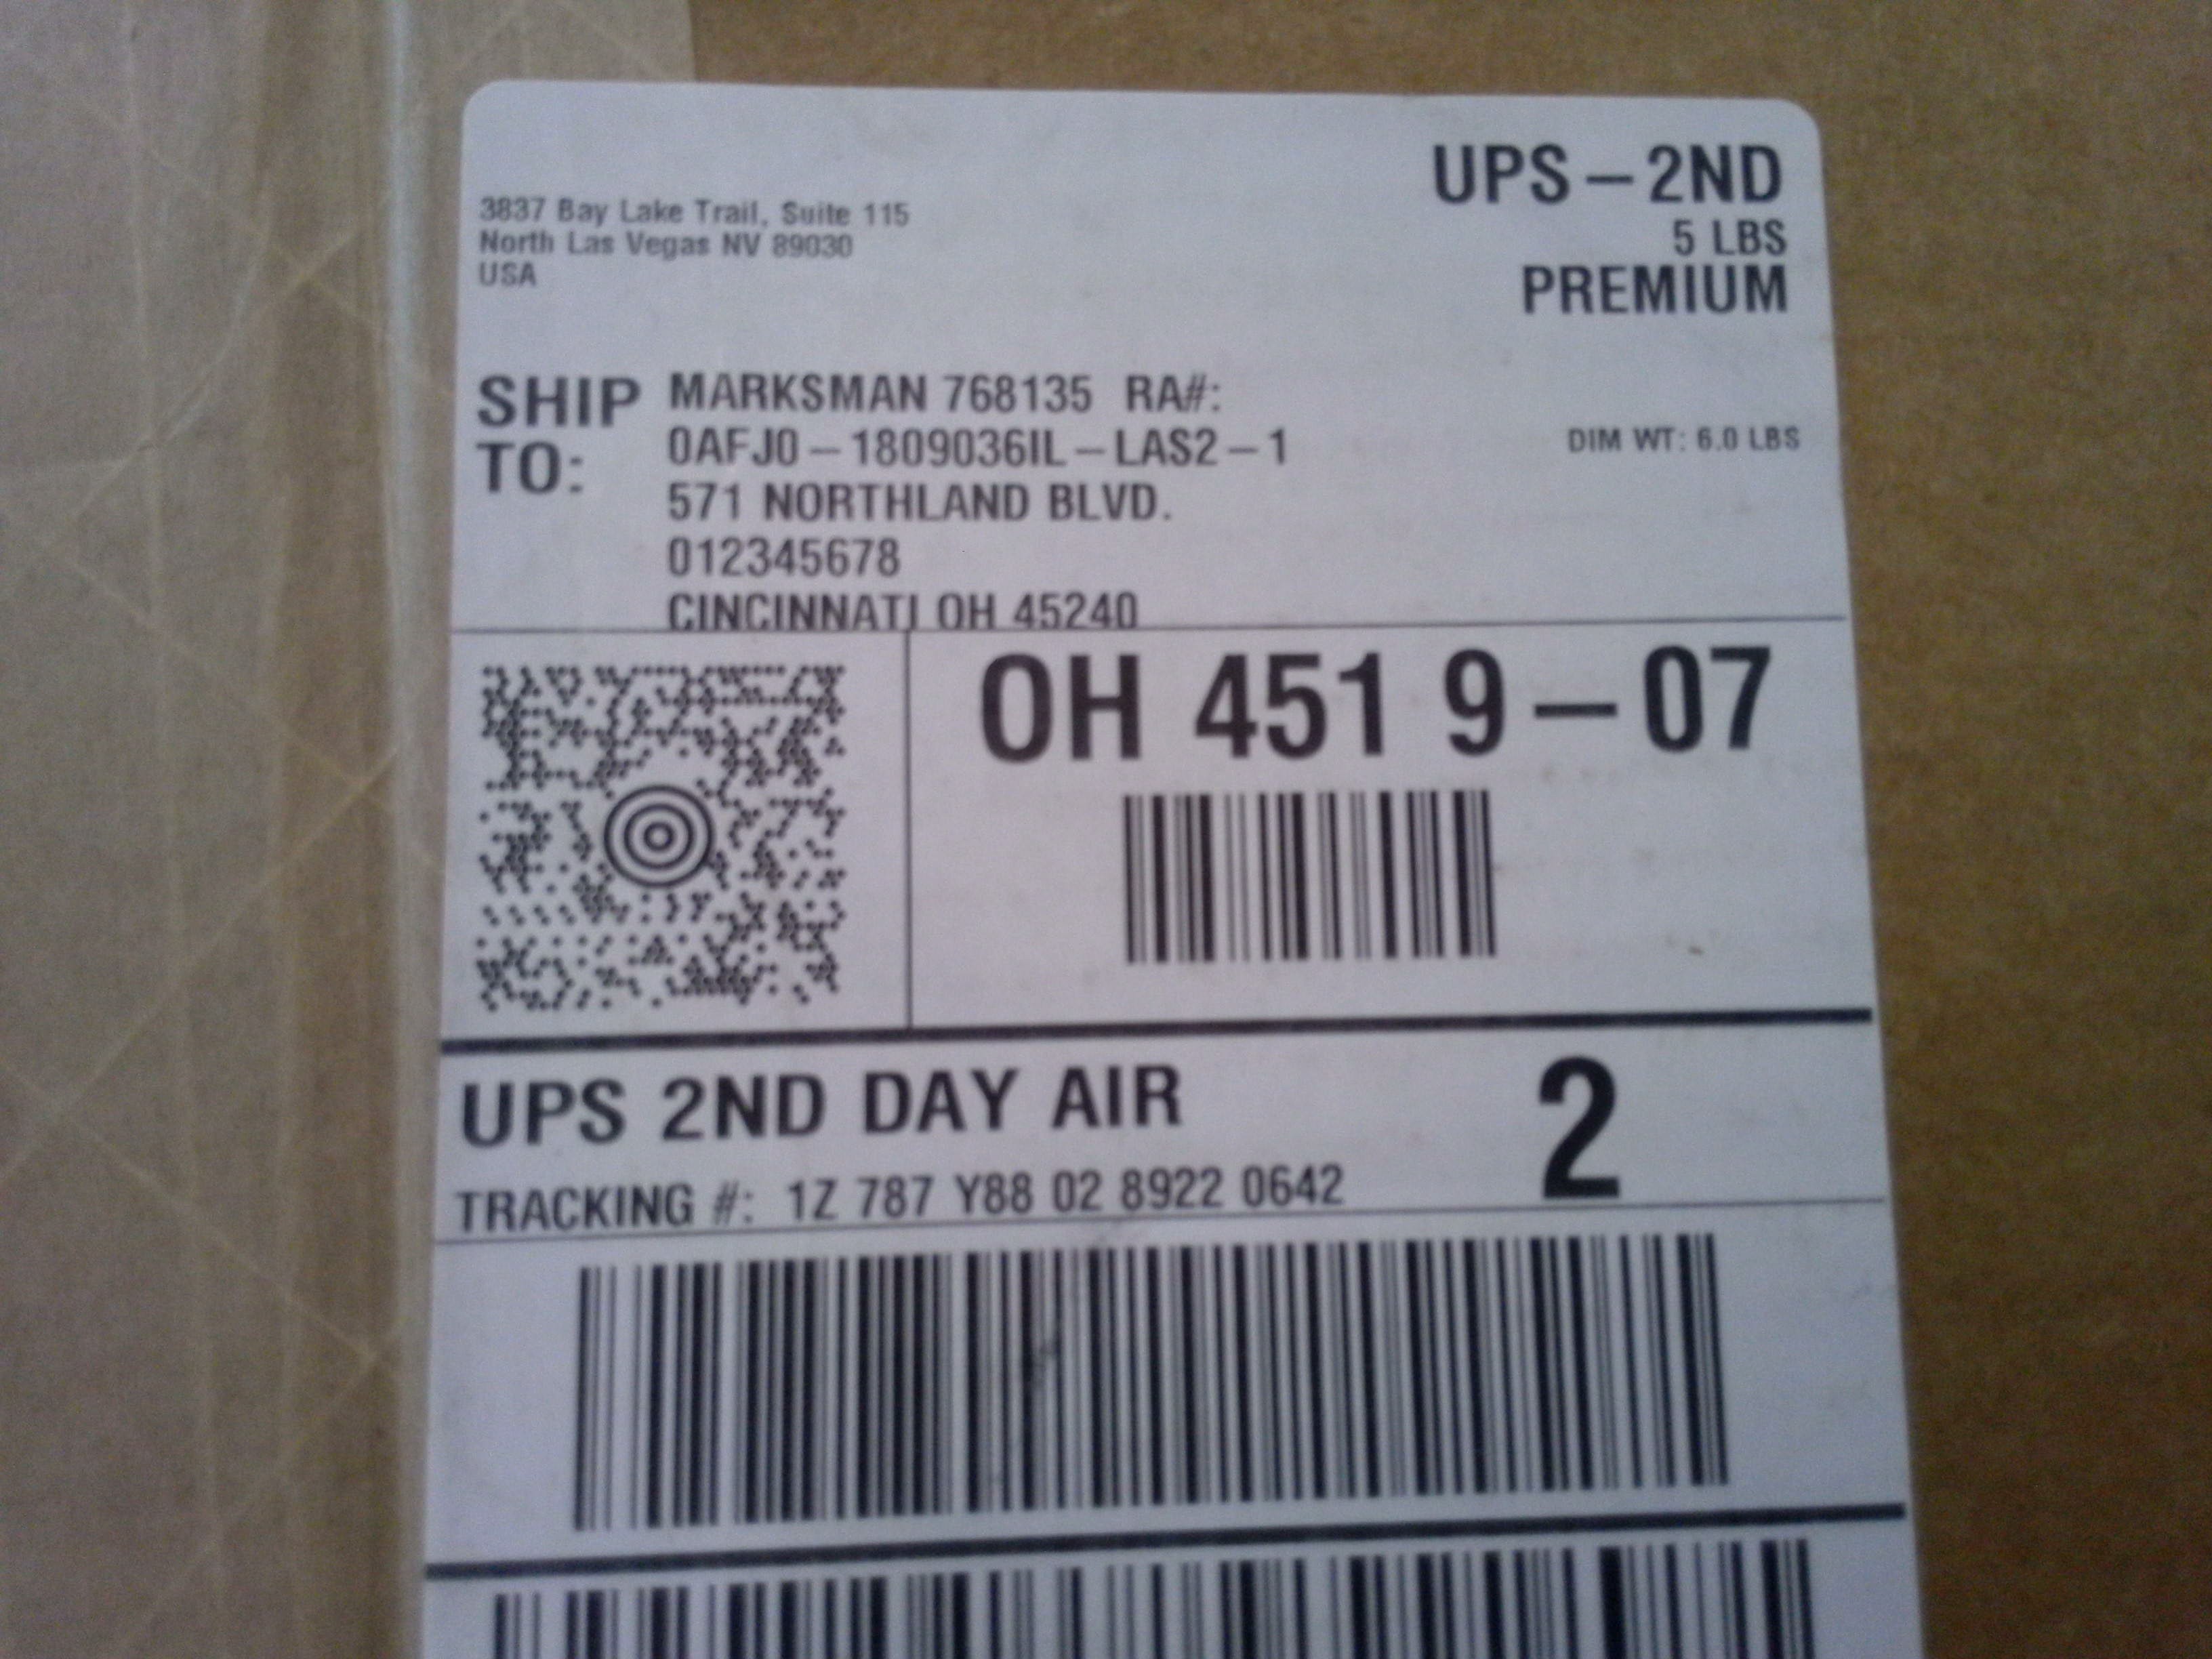 3837 Bay Lake Trail, Suite 115
North Las Vegas NV 89030
USA
UPS – 2ND
5 LBS
PREMIUM
SHIP TO:
MARKSMAN 768135 RA#:
0AFJ0 – 1809036IL – LAS2 – 1
571 NORTHLAND BLVD.
012345678
CINCINNATI OH 45240
DIM WT: 6.0 LBS
OH 451 9 – 07
UPS 2ND DAY AIR
2
TRACKING #: 1Z 787 Y88 02 8922 0642